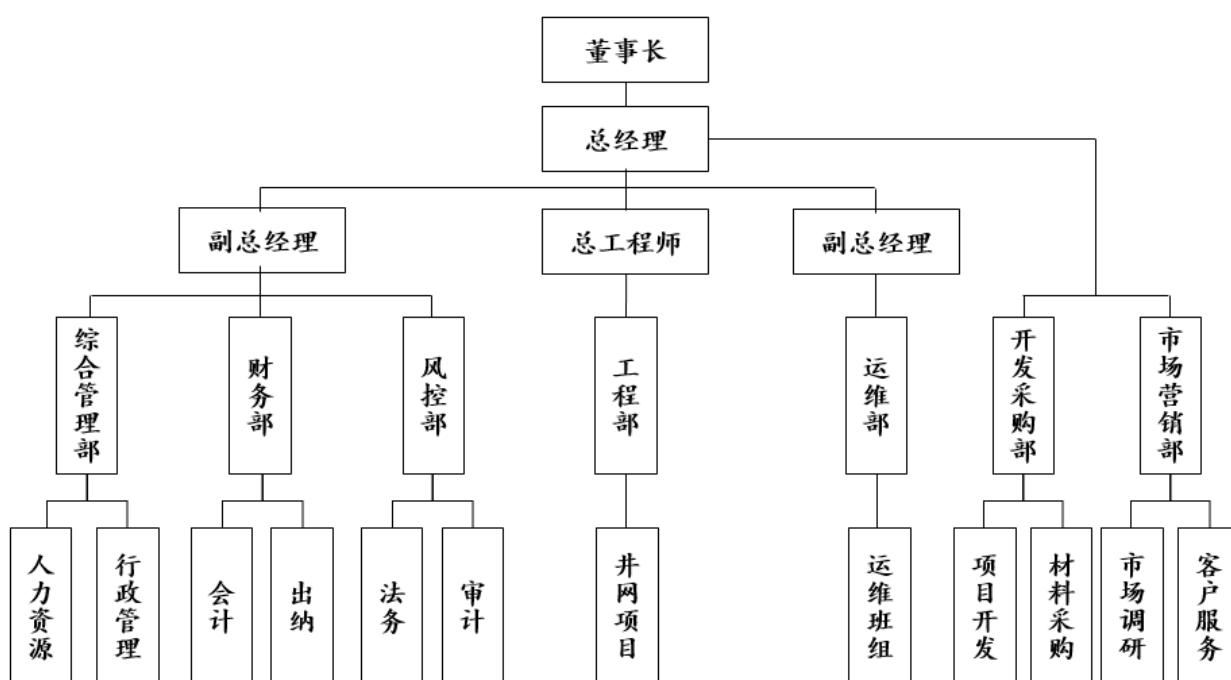 董事长
总经理
副总经理
总工程师
副总经理
综合管理部
财务部
风控部
工程部
运维部
开发采购部
市场营销部
人力资源
行政管理
会计
出纳
法务
审计
井网项目
运维班组
项目开发
材料采购
市场调研
客户服务